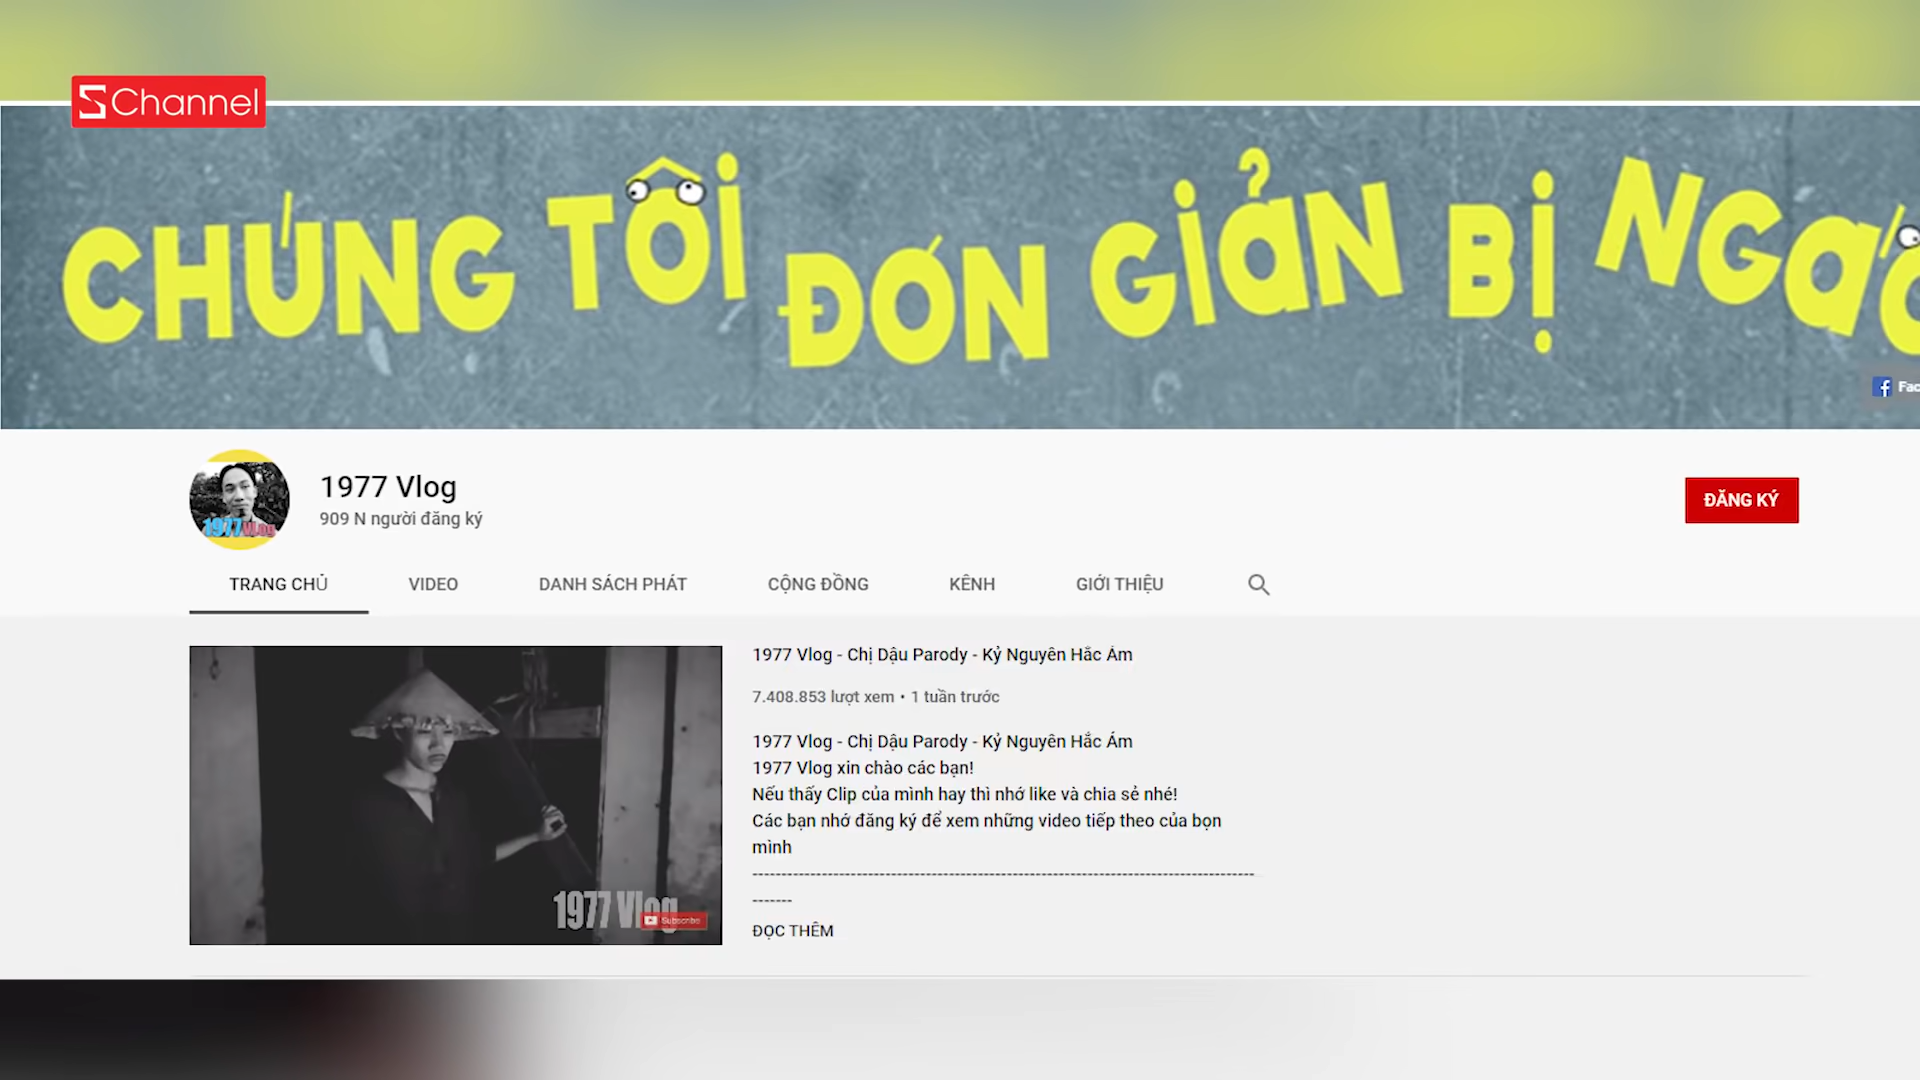 SChannel
CHÚNG TÔI ĐƠN GIẢN BỊ
1977 Vlog
1977 Vlog
909 N người đăng ký
ĐĂNG KÝ
TRANG CHỦ VIDEO DANH SÁCH PHÁT CỘNG ĐỒNG KÊNH GIỚI THIỆU
1977 Vlog - Chị Dậu Parody - Kỷ Nguyên Hắc Ám
7.408.853 lượt xem • 1 tuần trước
1977 Vlog - Chị Dậu Parody - Kỷ Nguyên Hắc Ám
1977 Vlog xin chào các bạn!
Nếu thấy Clip của mình hay thì nhớ like và chia sẻ nhé!
Các bạn nhớ đăng ký để xem những video tiếp theo của bọn
mình
---------------------------------------------------------------------------------------
-------
ĐỌC THÊM
1977 Vlog
Subscribe